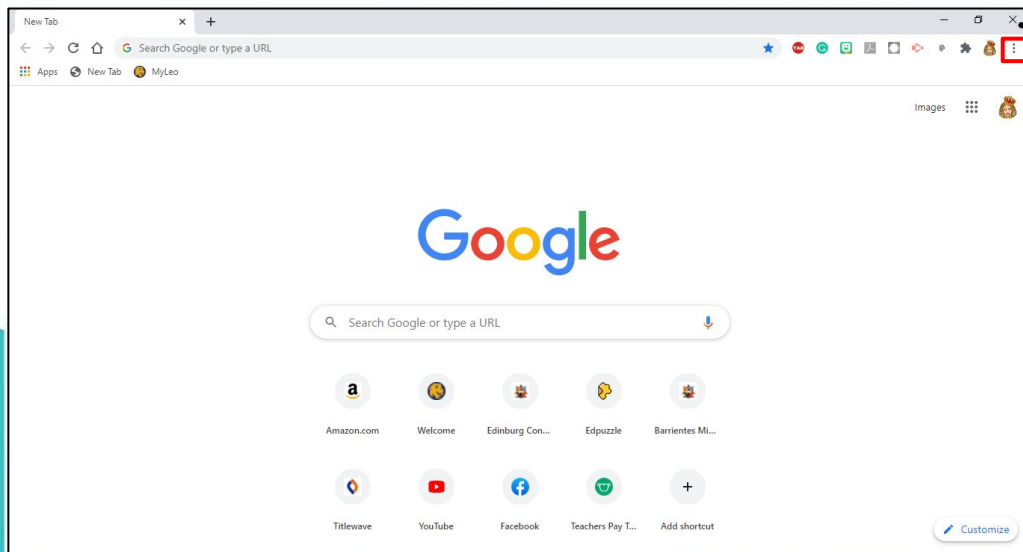 New Tab
Search Google or type a URL
Apps New Tab MyLeo
Images
Google
Search Google or type a URL
a
Amazon.com Welcome Edinburg Con... Edpuzzle Barrientes Mi...
Titlewave YouTube Facebook Teachers Pay T... Add shortcut
Customize